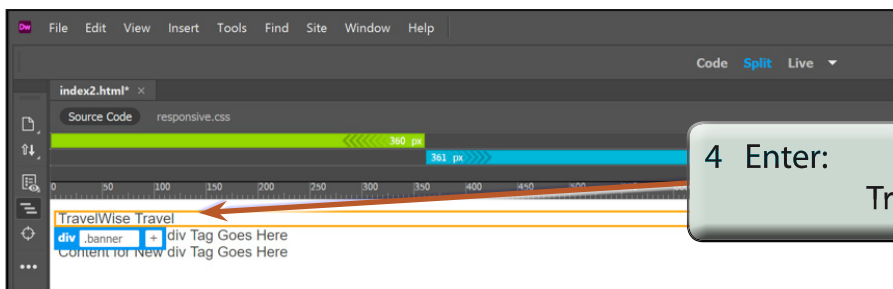 Dw File Edit View Insert Tools Find Site Window Help
Code Split Live
index2.html* ×
Source Code responsive.css
360 px
361 px
4 Enter:
Tr
0 50 100 150 200 250 300 350 400 450 500
TravelWise Travel
div .banner + div Tag Goes Here
Content for New div Tag Goes Here